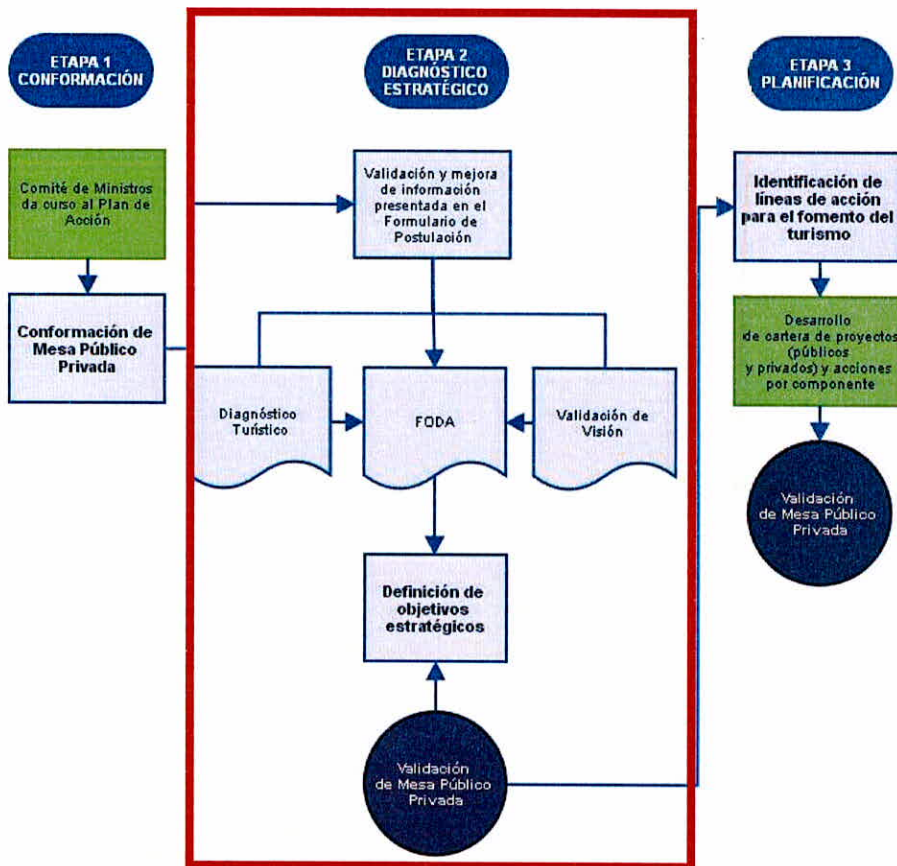 ETAPA 1
CONFORMACIÓN
Comité de Ministros
da curso al Plan de
Acción
Conformación de
Mesa Público
Privada
ETAPA 2
DIAGNÓSTICO
ESTRATÉGICO
Validación y mejora
de información
presentada en el
Formulario de
Postulación
Diagnóstico
Turístico
FODA
Validación de
Visión
Definición de
objetivos
estratégicos
Validación
de Mesa Público
Privada
ETAPA 3
PLANIFICACIÓN
Identificación de
líneas de acción
para el fomento del
turismo
Desarrollo
de cartera de proyectos
(públicos
y privados) y acciones
por componente
Validación
de Mesa Público
Privada